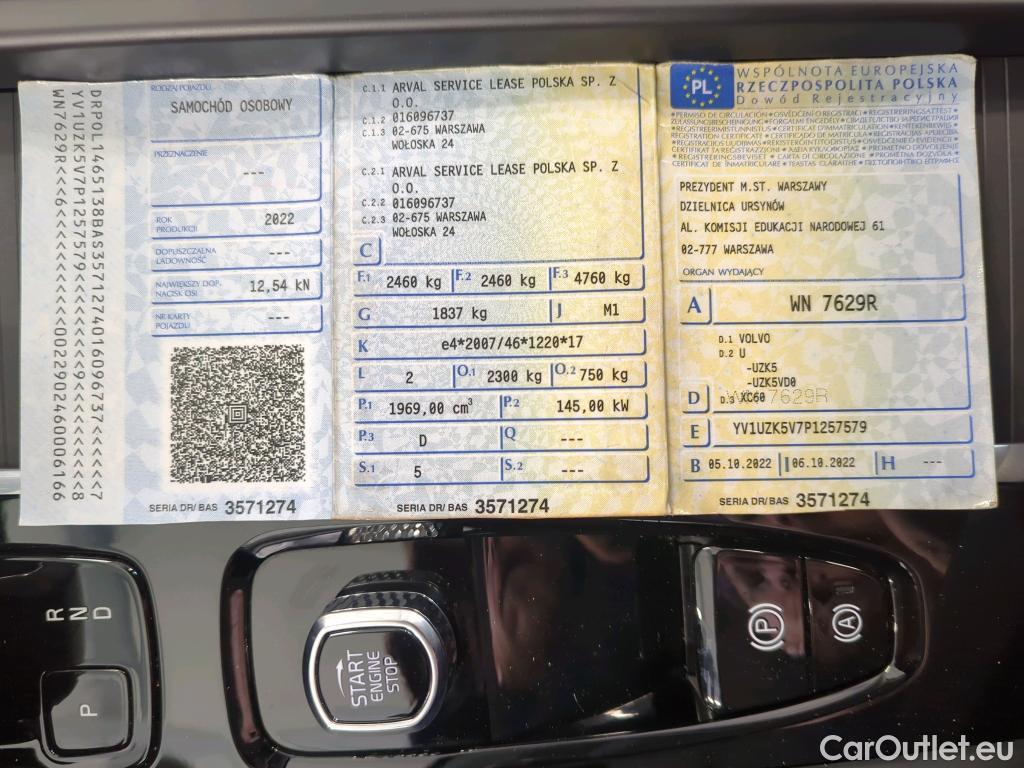 DRPOL1465138BAS3571274016096737<<<<<7
YV1UZK5V7P1257579<<<<<<
WN7629R<<<6<<<<<<
RODZAJ POJAZDU
SAMOCHÓD OSOBOWY
PRZEZNACZENIE
---
ROK PRODUKCJI
2022
DOPUSZCZALNA ŁADOWNOŚĆ
---
NAJWIĘKSZY DOP. NACISK OSI
12,54 kN
NR KARTY POJAZDU
---
SERIA DR/ BAS 3571274
C.1.1 ARVAL SERVICE LEASE POLSKA SP. Z
O.O.
C.1.2 016096737
C.1.3 02-675 WARSZAWA
WOŁOSKA 24
C.2.1 ARVAL SERVICE LEASE POLSKA SP. Z
O.O.
C.2.2 016096737
C.2.3 02-675 WARSZAWA
WOŁOSKA 24
C
F.1 2460 kg F.2 2460 kg F.3 4760 kg
G 1837 kg J M1
K e4*2007/46*1220*17
L 2 O.1 2300 kg O.2 750 kg
P.1 1969,00 cm³ P.2 145,00 kW
P.3 D Q ---
S.1 5 S.2 ---
SERIA DR/ BAS 3571274
PL
WSPÓLNOTA EUROPEJSKA
RZECZPOSPOLITA POLSKA
Dowód Rejestracyjny
PREZYDENT M.ST. WARSZAWY
DZIELNICA URSYNÓW
AL. KOMISJI EDUKACJI NARODOWEJ 61
02-777 WARSZAWA
ORGAN WYDAJĄCY
A WN 7629R
D.1 VOLVO
D.2 U
-UZK5
-UZK5VD0
D D.3 XC60
WN 7629R
E YV1UZK5V7P1257579
B 05.10.2022 I 06.10.2022 H ---
SERIA DR/ BAS 3571274
R
N
D
P
START
ENGINE
STOP
P
A
CarOutlet.eu